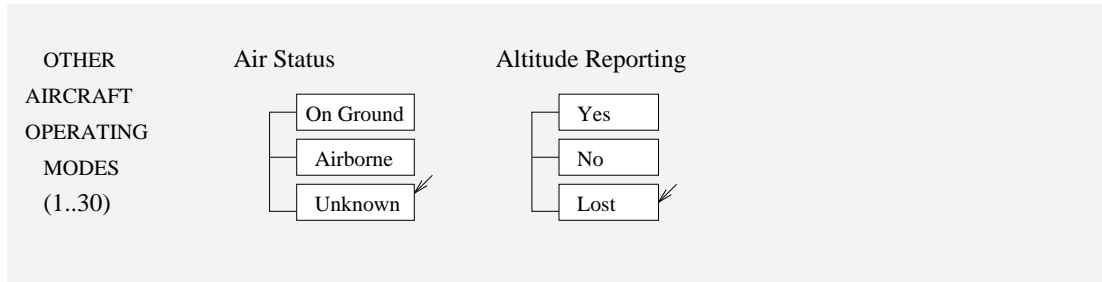 OTHER
AIRCRAFT
OPERATING
MODES
(1..30)
Air Status
On Ground
Airborne
Unknown
Altitude Reporting
Yes
No
Lost